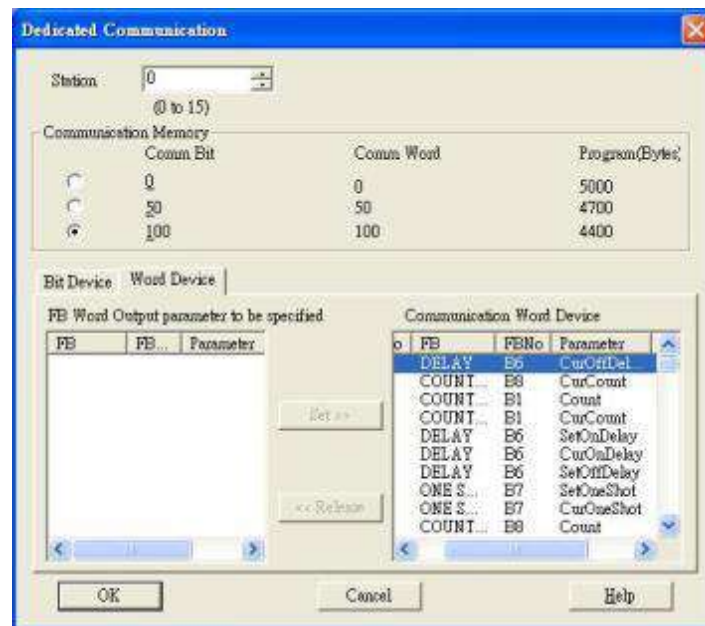 Dedicated Communication
Station 0
(0 to 15)
Communication Memory
Comm Bit Comm Word Program(Bytes)
0 0 5000
50 50 4700
100 100 4400
Bit Device Word Device
FB Word Output parameter to be specified Communication Word Device
FB FB... Parameter o FB FBNo Parameter
DELAY B6 CurOffDel...
COUNT... B8 CurCount
COUNT... B1 Count
COUNT... B1 CurCount
Set >> DELAY B6 SetOnDelay
DELAY B6 CurOnDelay
DELAY B6 SetOffDelay
ONE S... B7 SetOneShot
<< Release ONE S... B7 CurOneShot
COUNT... B8 Count
OK Cancel Help